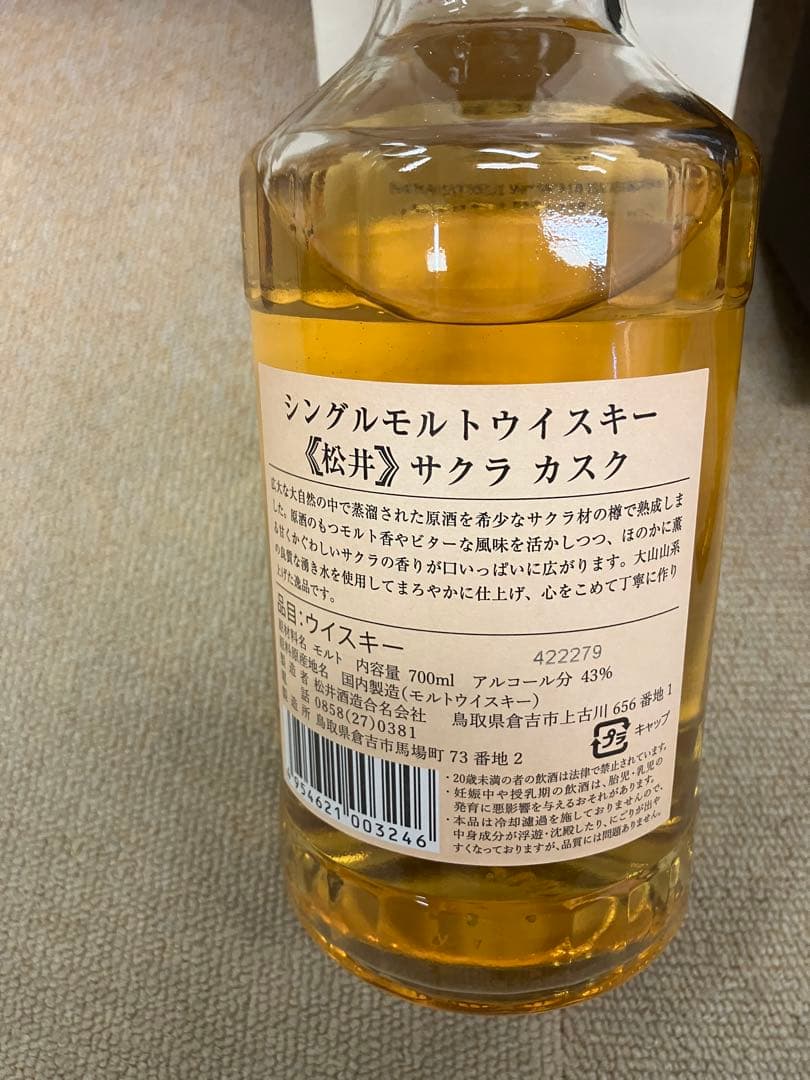 シングルモルトウイスキー
《松井》サクラ カスク
広大な大自然の中で蒸溜された原酒を希少なサクラ材の樽で熟成しま
した。原酒のもつモルト香やビターな風味を活かしつつ、ほのかに薫
る甘くかぐわしいサクラの香りが口いっぱいに広がります。大山山系
の良質な湧き水を使用してまろやかに仕上げ、心をこめて丁寧に作り
上げた逸品です。
品目:ウイスキー
原材料名 モルト 内容量 700ml アルコール分 43%
422279
原料原産地名 国内製造(モルトウイスキー)
製造者 松井酒造合名会社 鳥取県倉吉市上古川 656 番地 1
電話 0858(27)0381
製造所 鳥取県倉吉市馬場町 73 番地 2
プラ キャップ
・20歳未満の者の飲酒は法律で禁止されています。
・妊娠中や授乳期の飲酒は、胎児・乳児の
発育に悪影響を与えるおそれがあります。
・本品は冷却濾過を施しておりませんので、
中身成分が浮遊・沈殿したり、にごりが出や
すくなっておりますが、品質には問題ありません。
4 954621 003246